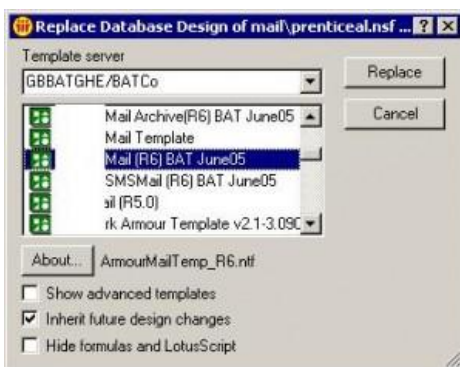 Replace Database Design of mail\prenticeal.nsf ...
Template server
GBBATGHE/BATCo
Replace
Cancel
Mail Archive(R6) BAT June05
Mail Template
Mail (R6) BAT June05
SMSMail (R6) BAT June05
ail (R5.0)
rk Armour Template v2.1-3.090
About...
ArmourMailTemp_R6.ntf
Show advanced templates
Inherit future design changes
Hide formulas and LotusScript